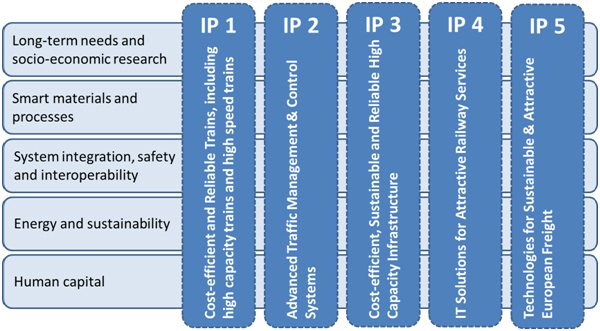 Long-term needs and
socio-economic research
Smart materials and
processes
System integration, safety
and interoperability
Energy and sustainability
Human capital
IP 1
Cost-efficient and Reliable Trains, including
high capacity trains and high speed trains
IP 2
Advanced Traffic Management & Control
Systems
IP 3
Cost-efficient, Sustainable and Reliable High
Capacity Infrastructure
IP 4
IT Solutions for Attractive Railway Services
IP 5
Technologies for Sustainable & Attractive
European Freight